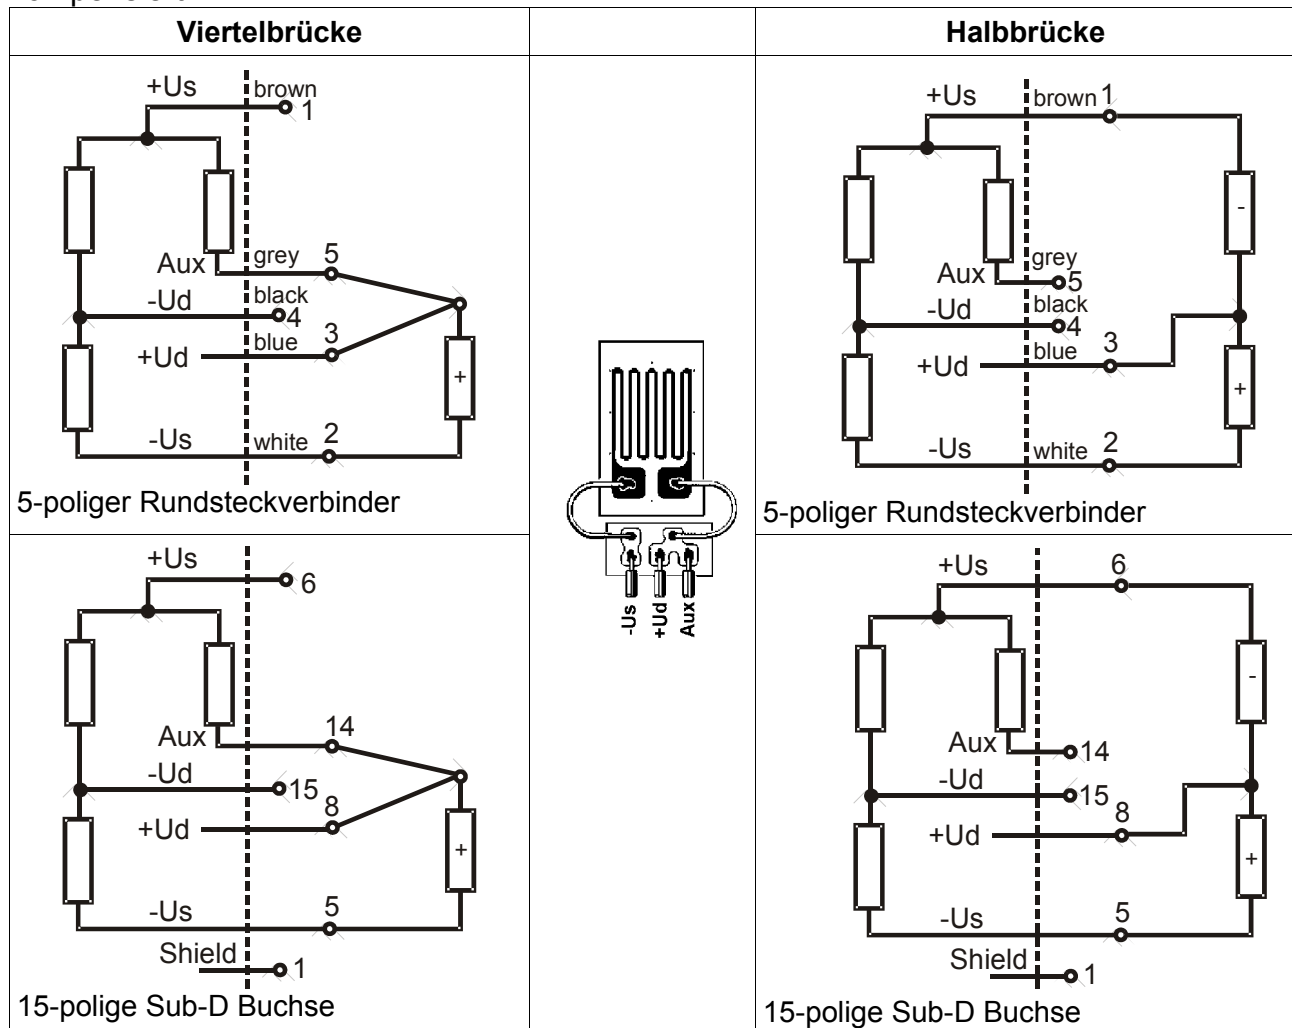 Viertelbrücke
Halbbrücke
+Us
brown
1
Aux
grey
5
-Ud
black
4
+Ud
blue
3
+
-Us
white
2
5-poliger Rundsteckverbinder
+Us
brown
1
-
Aux
grey
5
-Ud
black
4
+Ud
blue
3
+
-Us
white
2
5-poliger Rundsteckverbinder
-Us
+Ud
Aux
+Us
6
Aux
14
-Ud
15
+Ud
8
+
-Us
5
Shield
1
15-polige Sub-D Buchse
+Us
6
-
Aux
14
-Ud
15
+Ud
8
+
-Us
5
Shield
1
15-polige Sub-D Buchse